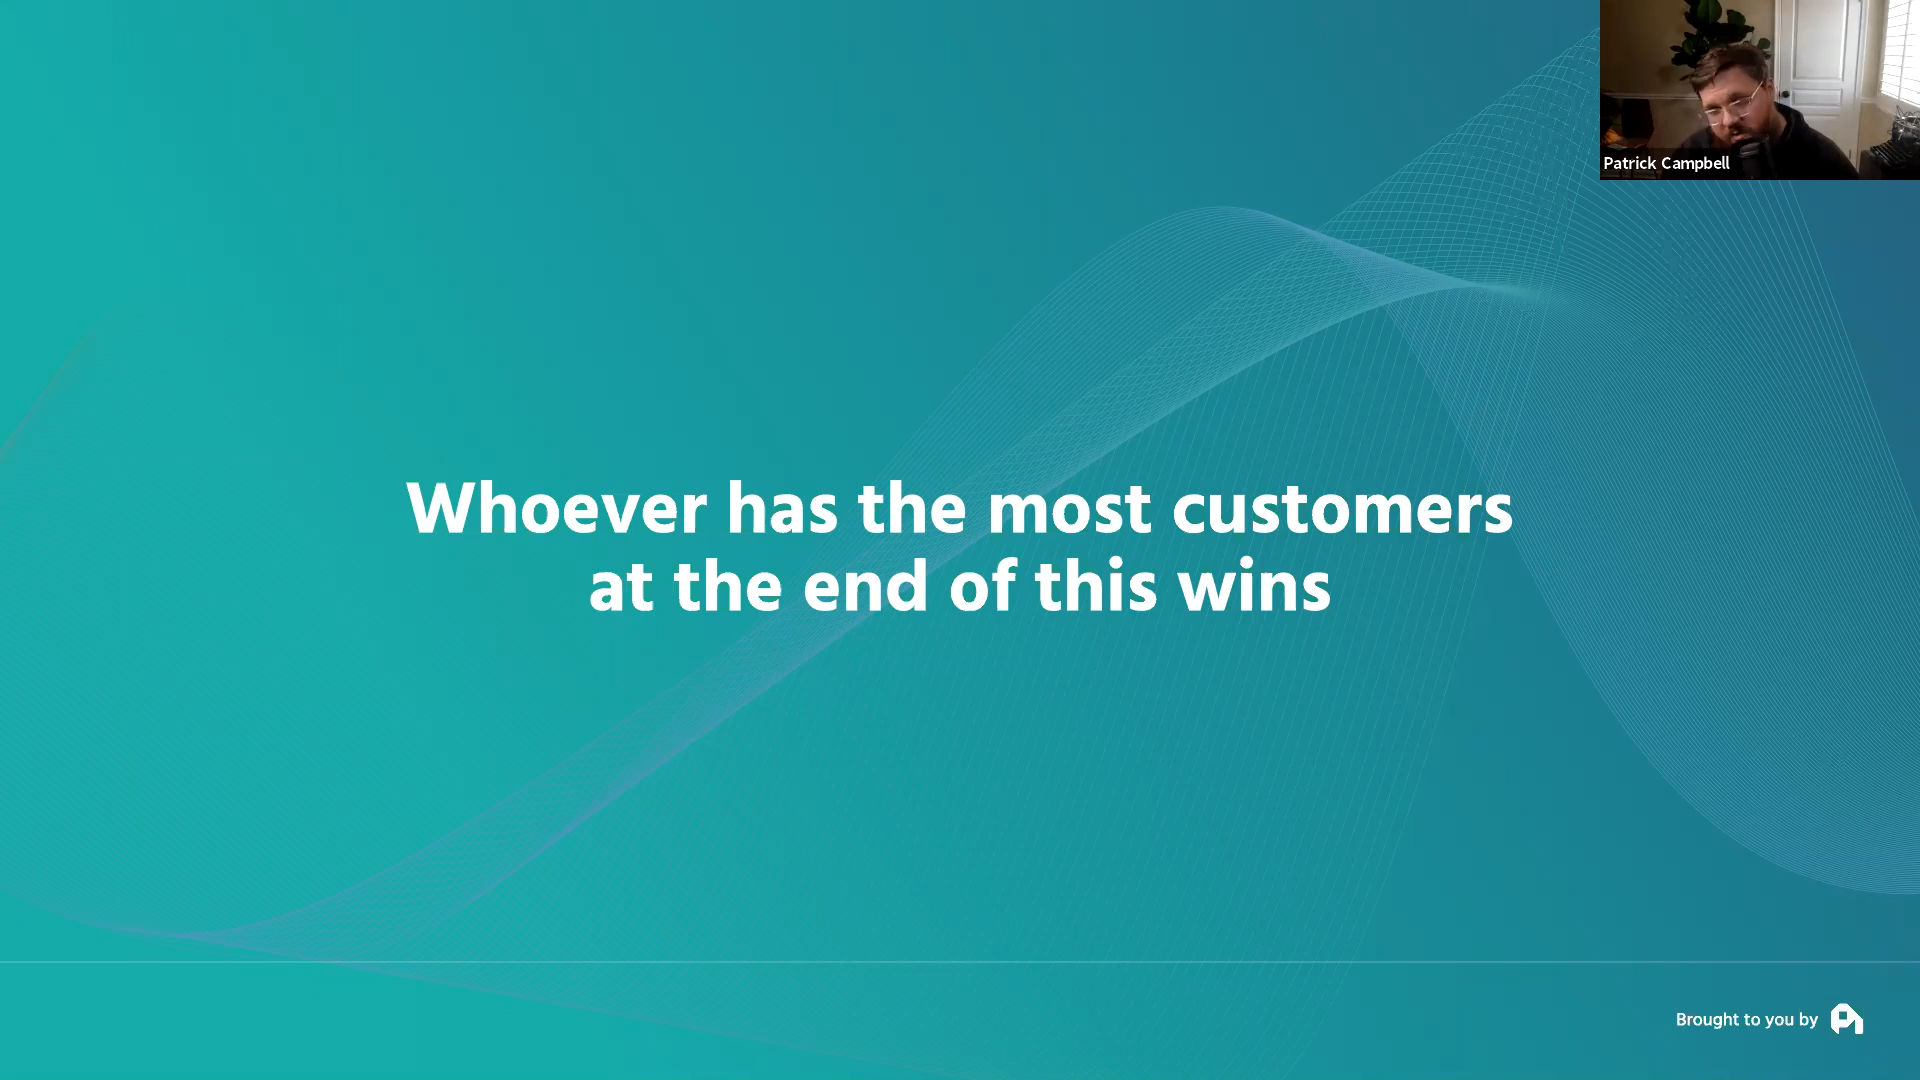 Patrick Campbell
Whoever has the most customers
at the end of this wins
Brought to you by